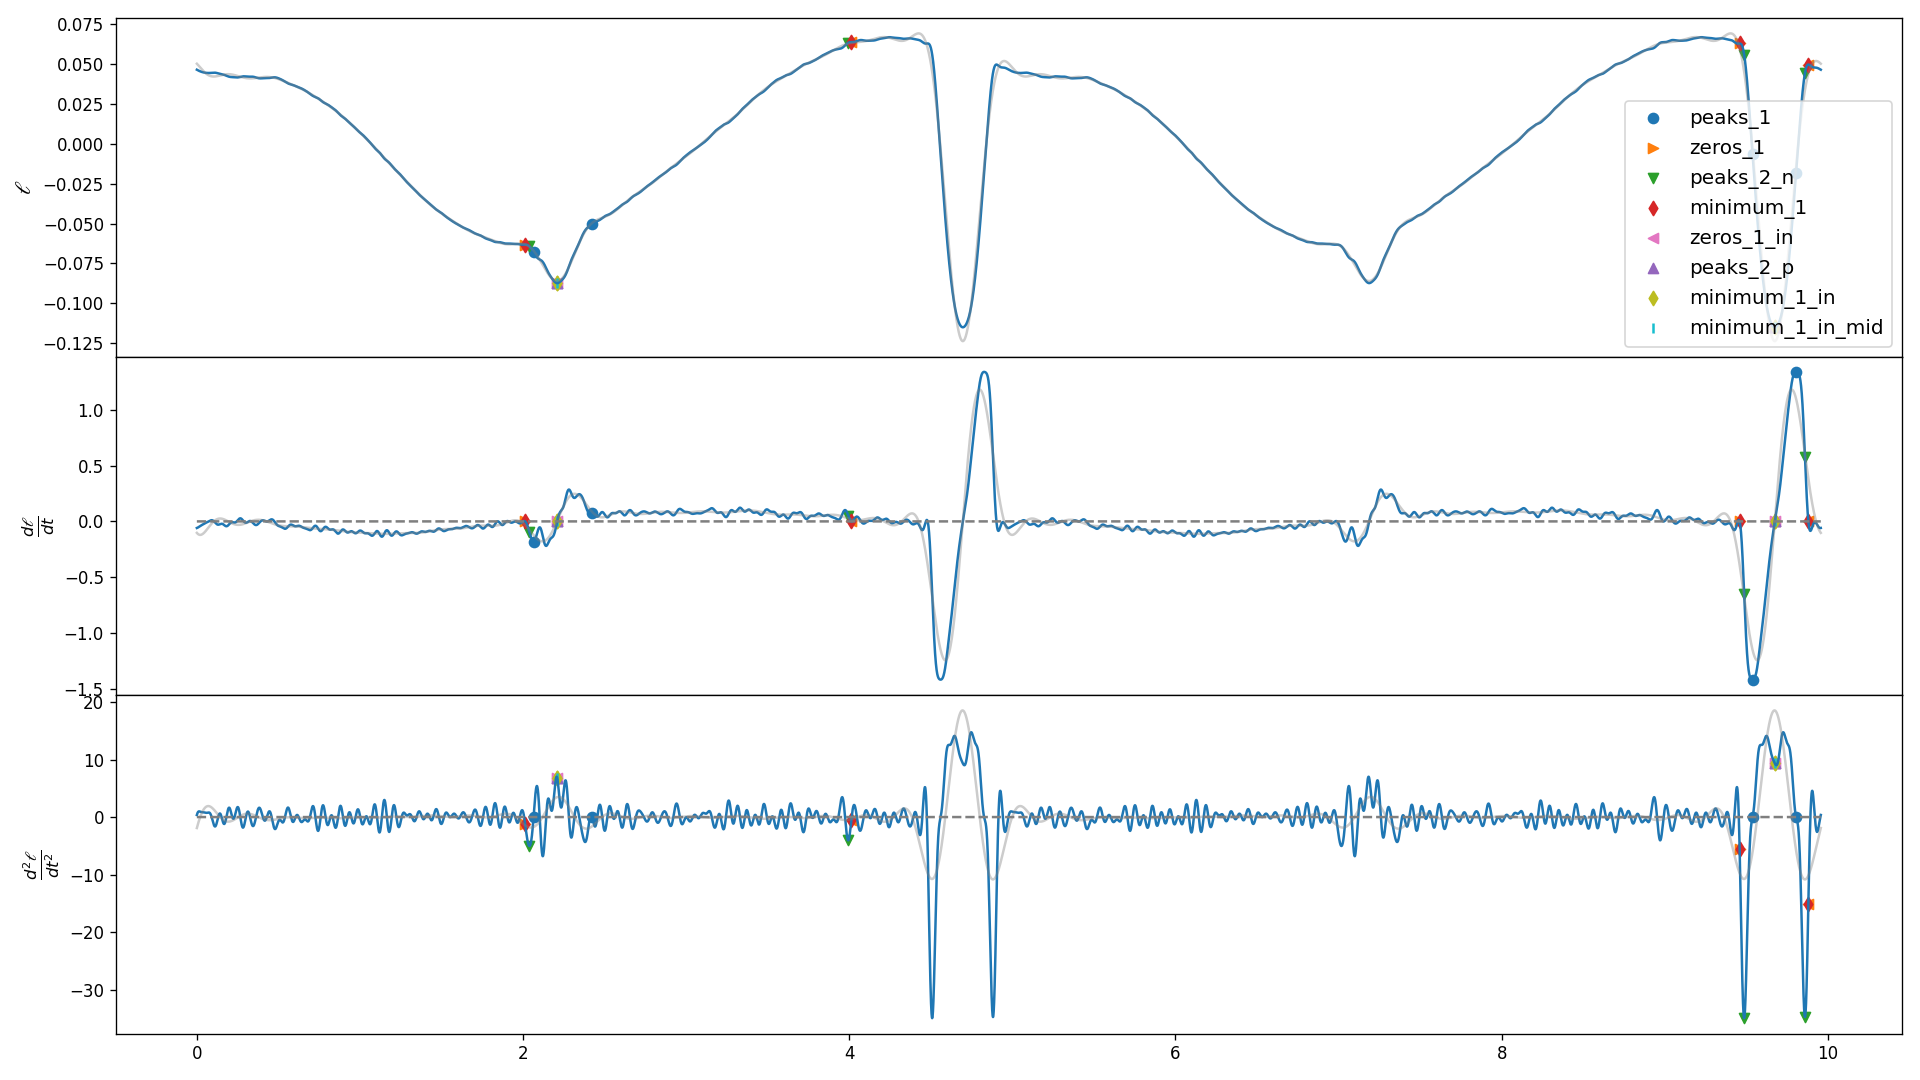 0.075
0.050
0.025
0.000
−0.025
−0.050
−0.075
−0.100
−0.125
ℓ
peaks_1
zeros_1
peaks_2_n
minimum_1
zeros_1_in
peaks_2_p
minimum_1_in
minimum_1_in_mid
1.0
0.5
0.0
−0.5
−1.0
−1.5
dℓ
dt
20
10
0
−10
−20
−30
d²ℓ
dt²
0 2 4 6 8 10